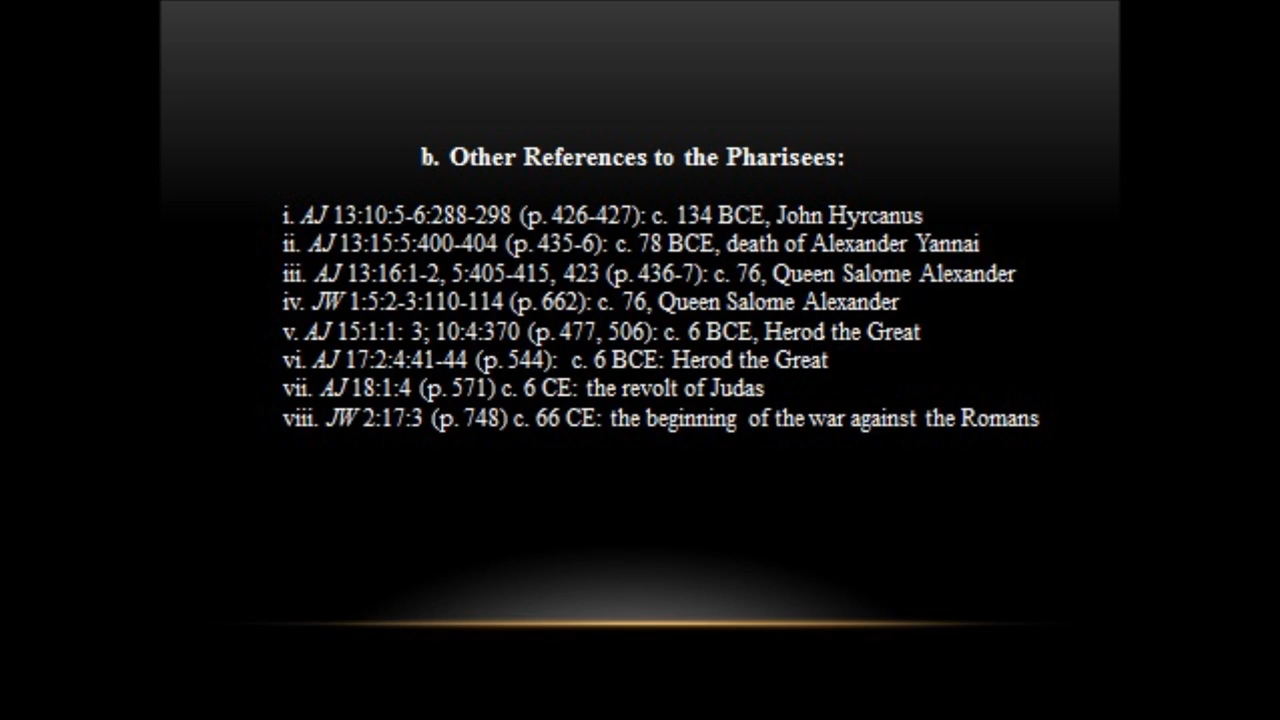 b. Other References to the Pharisees:
i. AJ 13:10:5-6:288-298 (p. 426-427): c. 134 BCE, John Hyrcanus
ii. AJ 13:15:5:400-404 (p. 435-6): c. 78 BCE, death of Alexander Yannai
iii. AJ 13:16:1-2, 5:405-415, 423 (p. 436-7): c. 76, Queen Salome Alexander
iv. JW 1:5:2-3:110-114 (p. 662): c. 76, Queen Salome Alexander
v. AJ 15:1:1: 3; 10:4:370 (p. 477, 506): c. 6 BCE, Herod the Great
vi. AJ 17:2:4:41-44 (p. 544): c. 6 BCE: Herod the Great
vii. AJ 18:1:4 (p. 571) c. 6 CE: the revolt of Judas
viii. JW 2:17:3 (p. 748) c. 66 CE: the beginning of the war against the Romans